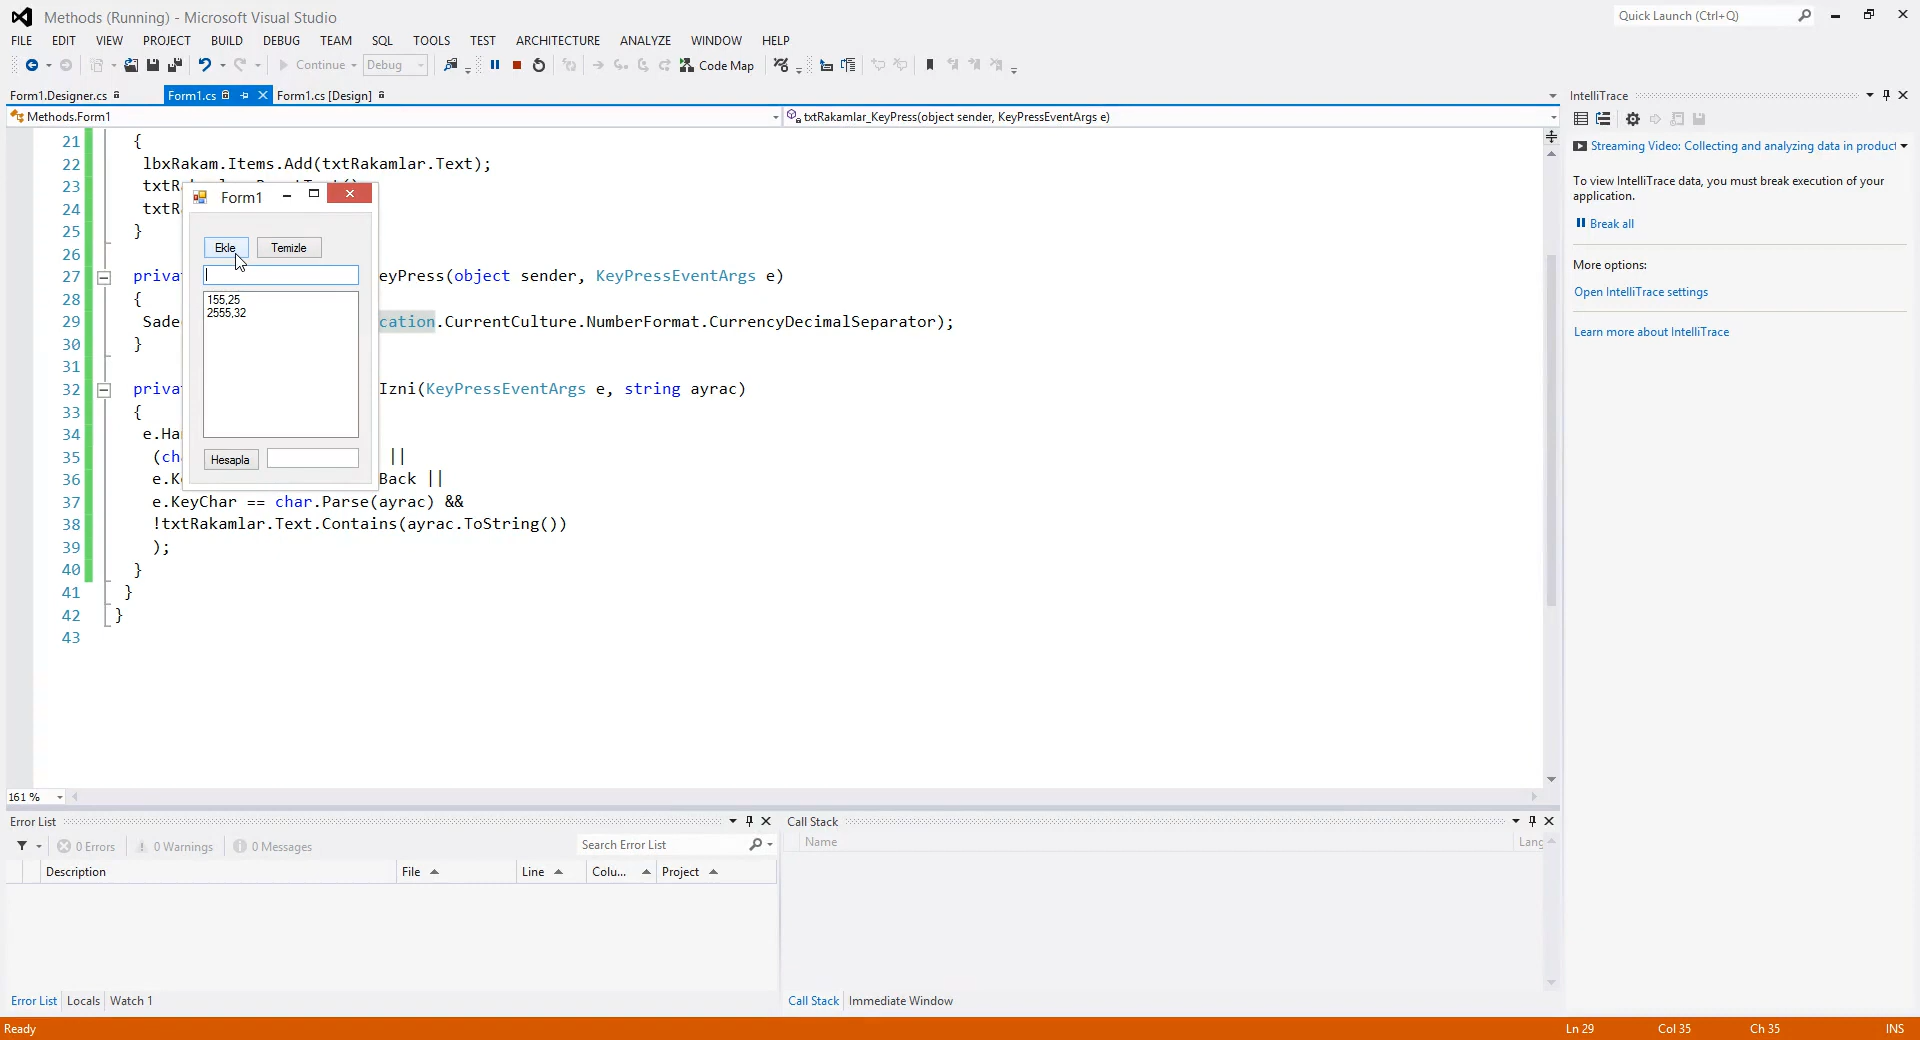 Methods (Running) - Microsoft Visual Studio
Quick Launch (Ctrl+Q)
FILE EDIT VIEW PROJECT BUILD DEBUG TEAM SQL TOOLS TEST ARCHITECTURE ANALYZE WINDOW HELP
Continue Debug Code Map
Form1.Designer.cs Form1.cs Form1.cs [Design]
Methods.Form1 txtRakamlar_KeyPress(object sender, KeyPressEventArgs e)
21 {
22 lbxRakam.Items.Add(txtRakamlar.Text);
23
24
25 }
26
27 eyPress(object sender, KeyPressEventArgs e)
28 {
29 cation.CurrentCulture.NumberFormat.CurrencyDecimalSeparator);
30 }
31
32 Izni(KeyPressEventArgs e, string ayrac)
33 {
34
35 ||
36 Back ||
37 e.KeyChar == char.Parse(ayrac) &&
38 !txtRakamlar.Text.Contains(ayrac.ToString())
39 );
40 }
41 }
42 }
43
Form1
Ekle Temizle
155,25
2555,32
Hesapla
161 %
IntelliTrace
Streaming Video: Collecting and analyzing data in product
To view IntelliTrace data, you must break execution of your
application.
Break all
More options:
Open IntelliTrace settings
Learn more about IntelliTrace
Error List
0 Errors 0 Warnings 0 Messages Search Error List
Description File Line Colu... Project
Error List Locals Watch 1
Call Stack
Name Lang
Call Stack Immediate Window
Ready Ln 29 Col 35 Ch 35 INS